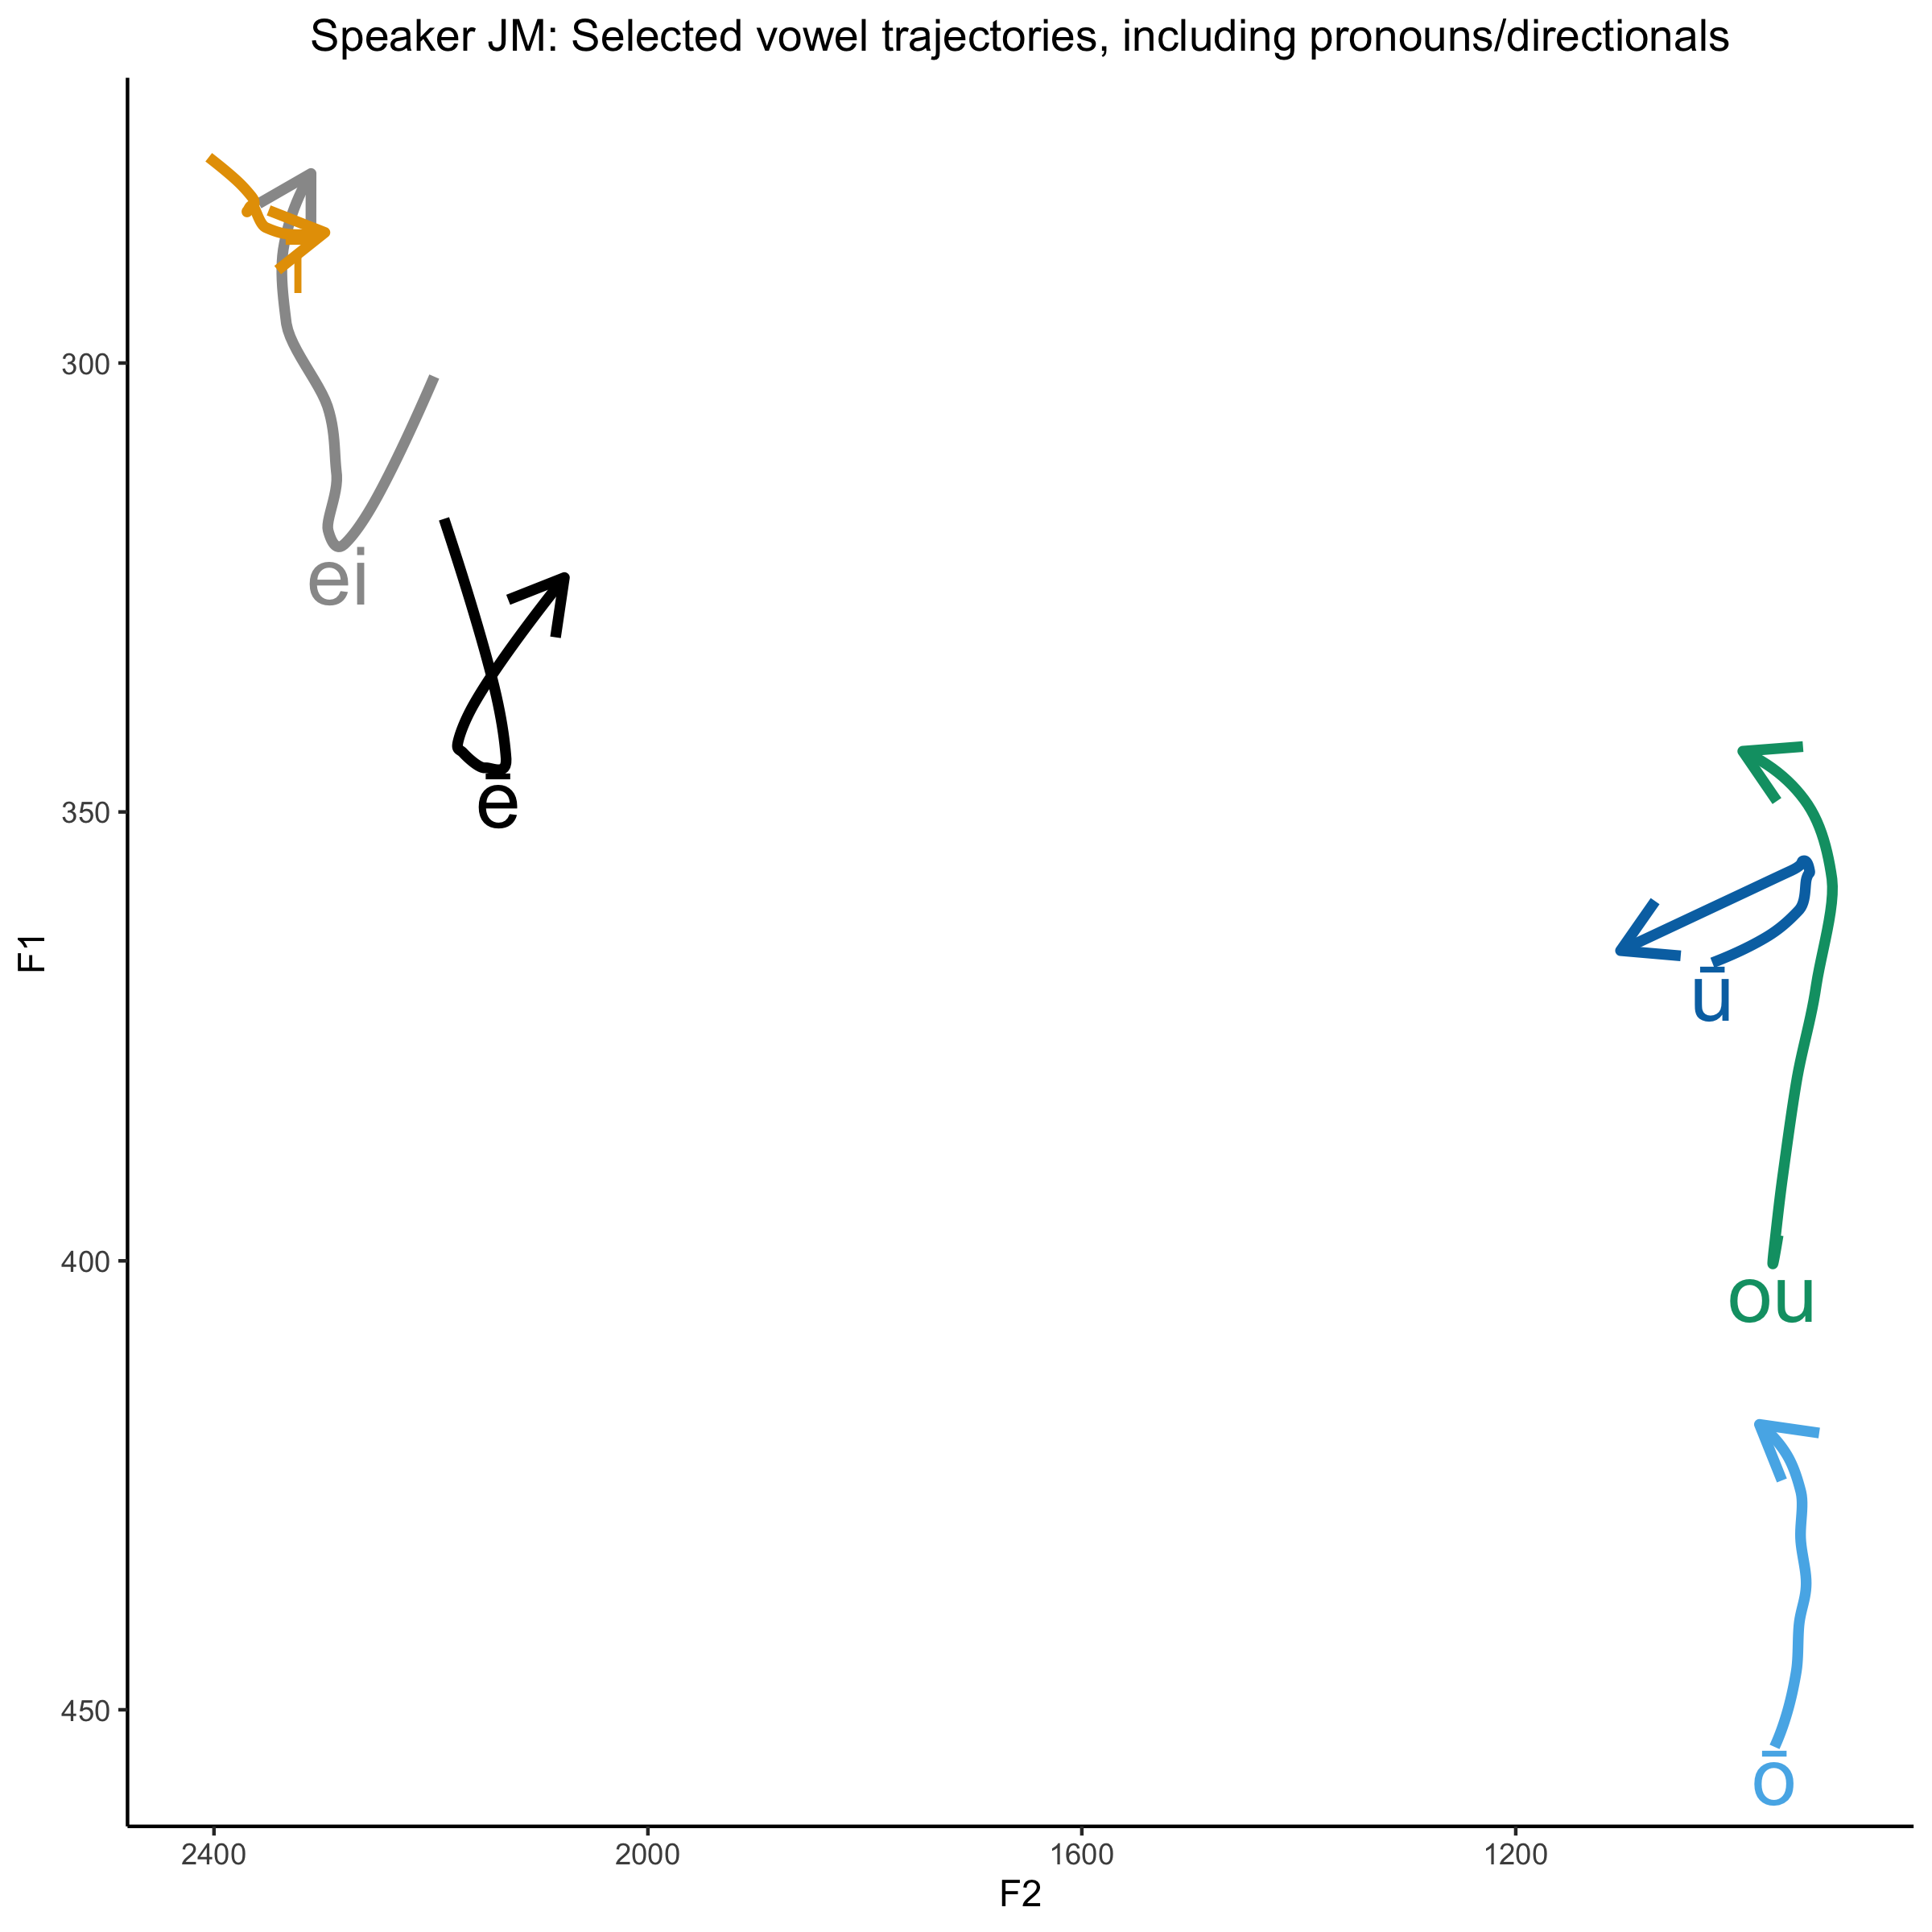 Speaker JM: Selected vowel trajectories, including pronouns/directionals
ī
300
ei
350
ē
ū
F1
400
ou
450
ō
2400 2000 1600 1200
F2